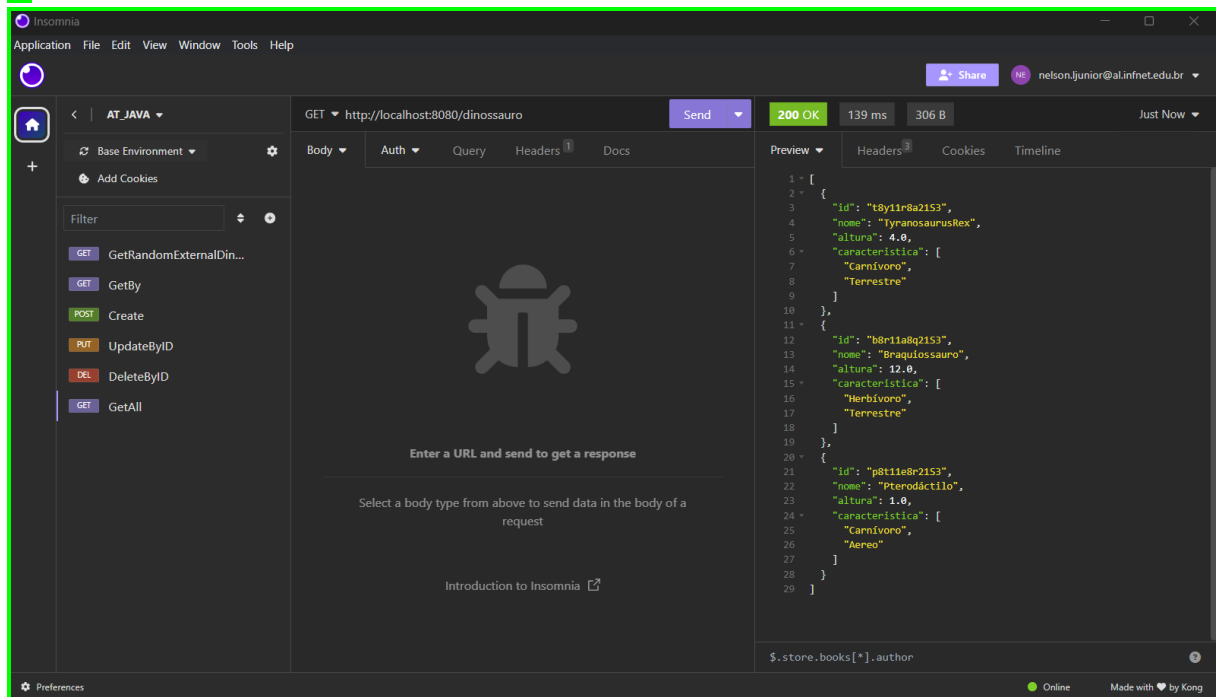 Insomnia
Application File Edit View Window Tools Help
Share NE nelson.ljunior@al.infnet.edu.br
AT_JAVA
Base Environment
Add Cookies
Filter
GET GetRandomExternalDin...
GET GetBy
POST Create
PUT UpdateByID
DEL DeleteByID
GET GetAll
GET http://localhost:8080/dinossauro Send
Body Auth Query Headers 1 Docs
Enter a URL and send to get a response
Select a body type from above to send data in the body of a
request
Introduction to Insomnia
200 OK 139 ms 306 B Just Now
Preview Headers 3 Cookies Timeline
1 [
2 {
3 "id": "t8y11r8a2153",
4 "nome": "TyranosaurusRex",
5 "altura": 4.0,
6 "característica": [
7 "Carnívoro",
8 "Terrestre"
9 ]
10 },
11 {
12 "id": "b8r11a8q2153",
13 "nome": "Braquiossauro",
14 "altura": 12.0,
15 "característica": [
16 "Herbívoro",
17 "Terrestre"
18 ]
19 },
20 {
21 "id": "p8t11e8r2153",
22 "nome": "Pterodáctilo",
23 "altura": 1.0,
24 "característica": [
25 "Carnívoro",
26 "Aereo"
27 ]
28 }
29 ]
$.store.books[*].author
Preferences
Online Made with ♥ by Kong